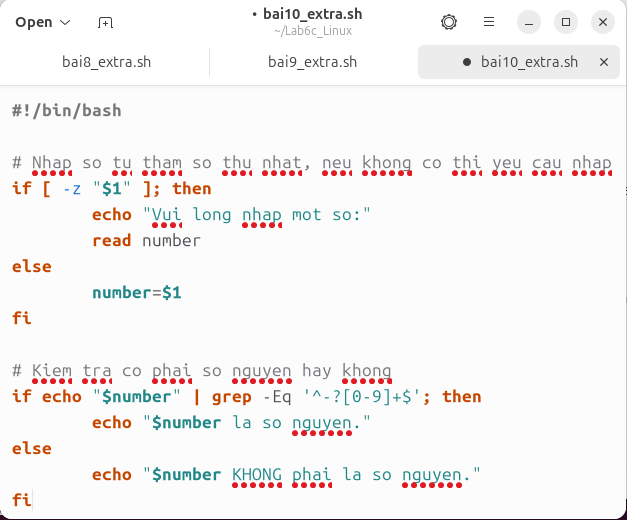 Open
• bai10_extra.sh
~/Lab6c_Linux
bai8_extra.sh
bai9_extra.sh
● bai10_extra.sh
#!/bin/bash
# Nhap so tu tham so thu nhat, neu khong co thi yeu cau nhap
if [ -z "$1" ]; then
        echo "Vui long nhap mot so:"
        read number
else
        number=$1
fi
# Kiem tra co phai so nguyen hay khong
if echo "$number" | grep -Eq '^-?[0-9]+$'; then
        echo "$number la so nguyen."
else
        echo "$number KHONG phai la so nguyen."
fi